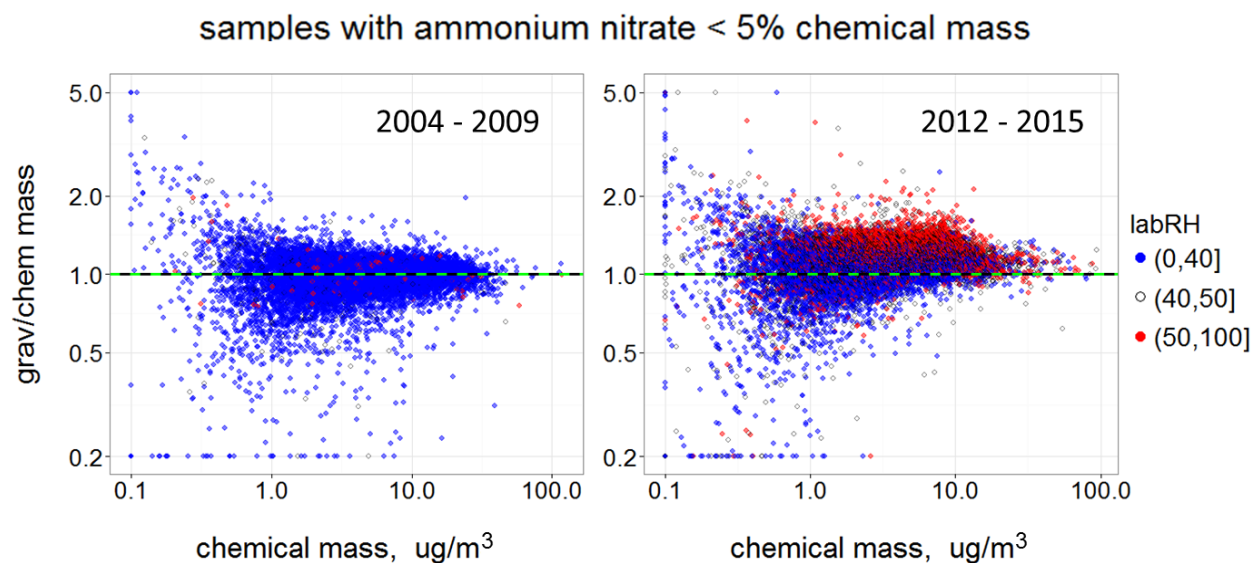 samples with ammonium nitrate < 5% chemical mass
grav/chem mass
5.0
2.0
1.0
0.5
0.2
2004 - 2009
0.1 1.0 10.0 100.0
chemical mass, ug/m³
5.0
2.0
1.0
0.5
0.2
2012 - 2015
0.1 1.0 10.0 100.0
chemical mass, ug/m³
labRH
(0,40]
(40,50]
(50,100]